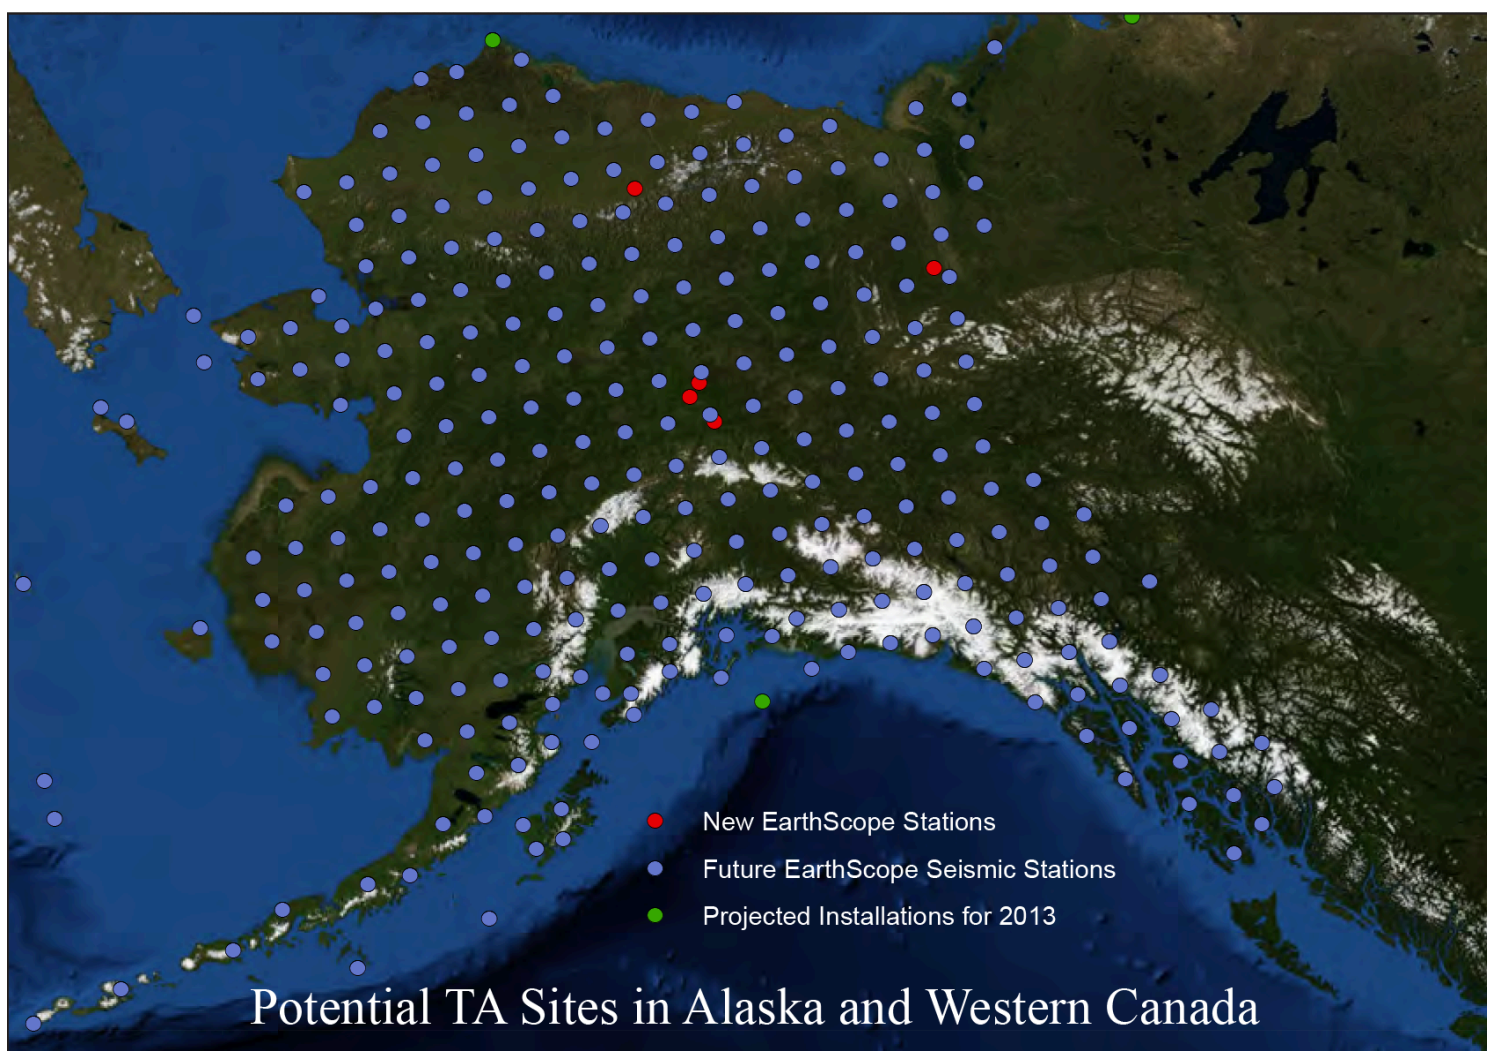 New EarthScope Stations
Future EarthScope Seismic Stations
Projected Installations for 2013
Potential TA Sites in Alaska and Western Canada